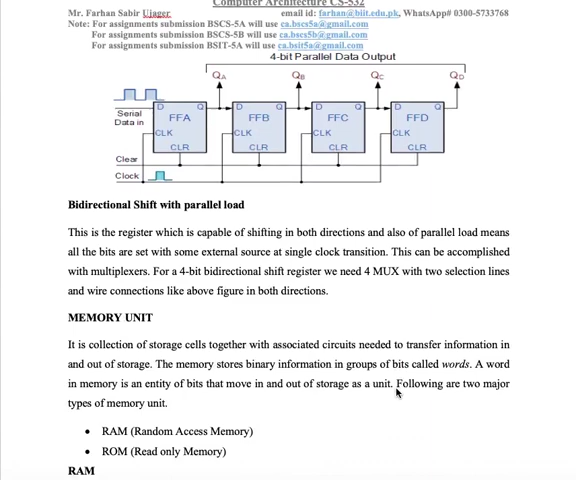 Computer Architecture CS-532
Mr. Farhan Sabir Ujager email id: farhan@biit.edu.pk, WhatsApp# 0300-5733768
Note: For assignments submission BSCS-5A will use ca.bscs5a@gmail.com
For assignments submission BSCS-5B will use ca.bscs5b@gmail.com
For assignments submission BSIT-5A will use ca.bsit5a@gmail.com
4-bit Parallel Data Output
QA QB QC QD
Serial
Data in
D Q D Q D Q D Q
FFA FFB FFC FFD
CLK CLK CLK CLK
CLR CLR CLR CLR
Clear
Clock
Bidirectional Shift with parallel load
This is the register which is capable of shifting in both directions and also of parallel load means
all the bits are set with some external source at single clock transition. This can be accomplished
with multiplexers. For a 4-bit bidirectional shift register we need 4 MUX with two selection lines
and wire connections like above figure in both directions.
MEMORY UNIT
It is collection of storage cells together with associated circuits needed to transfer information in
and out of storage. The memory stores binary information in groups of bits called words. A word
in memory is an entity of bits that move in and out of storage as a unit. Following are two major
types of memory unit.
• RAM (Random Access Memory)
• ROM (Read only Memory)
RAM